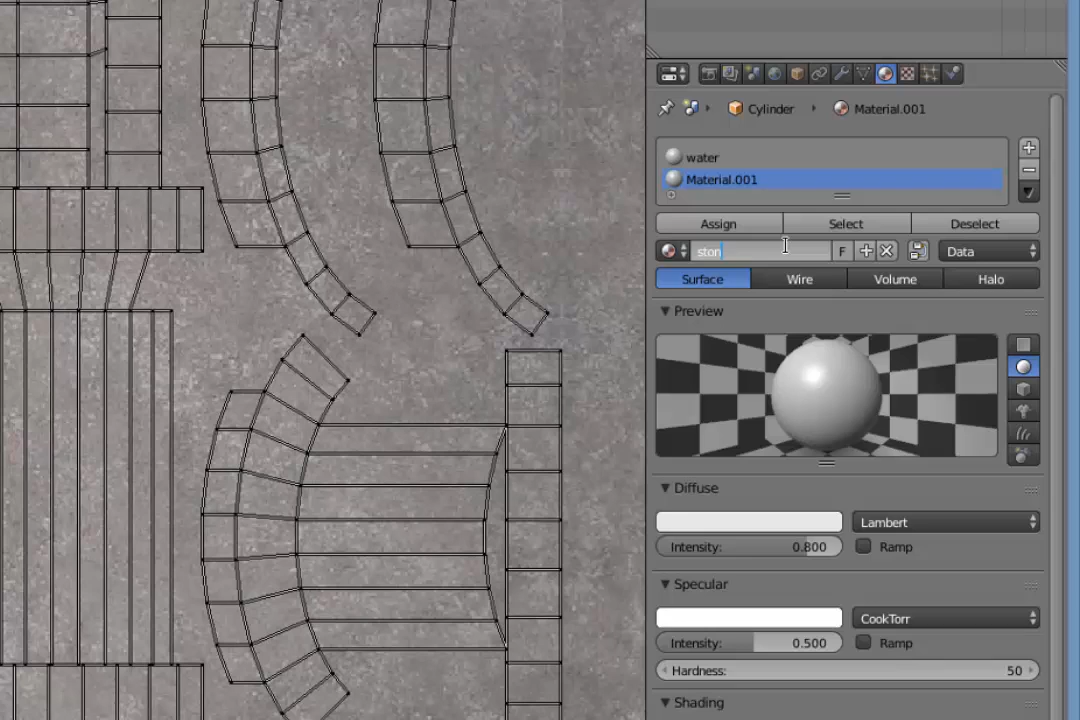 Cylinder Material.001
water
Material.001
Assign Select Deselect
ston F Data
Surface Wire Volume Halo
Preview
Diffuse
Lambert
Intensity: 0.800 Ramp
Specular
CookTorr
Intensity: 0.500 Ramp
Hardness: 50
Shading